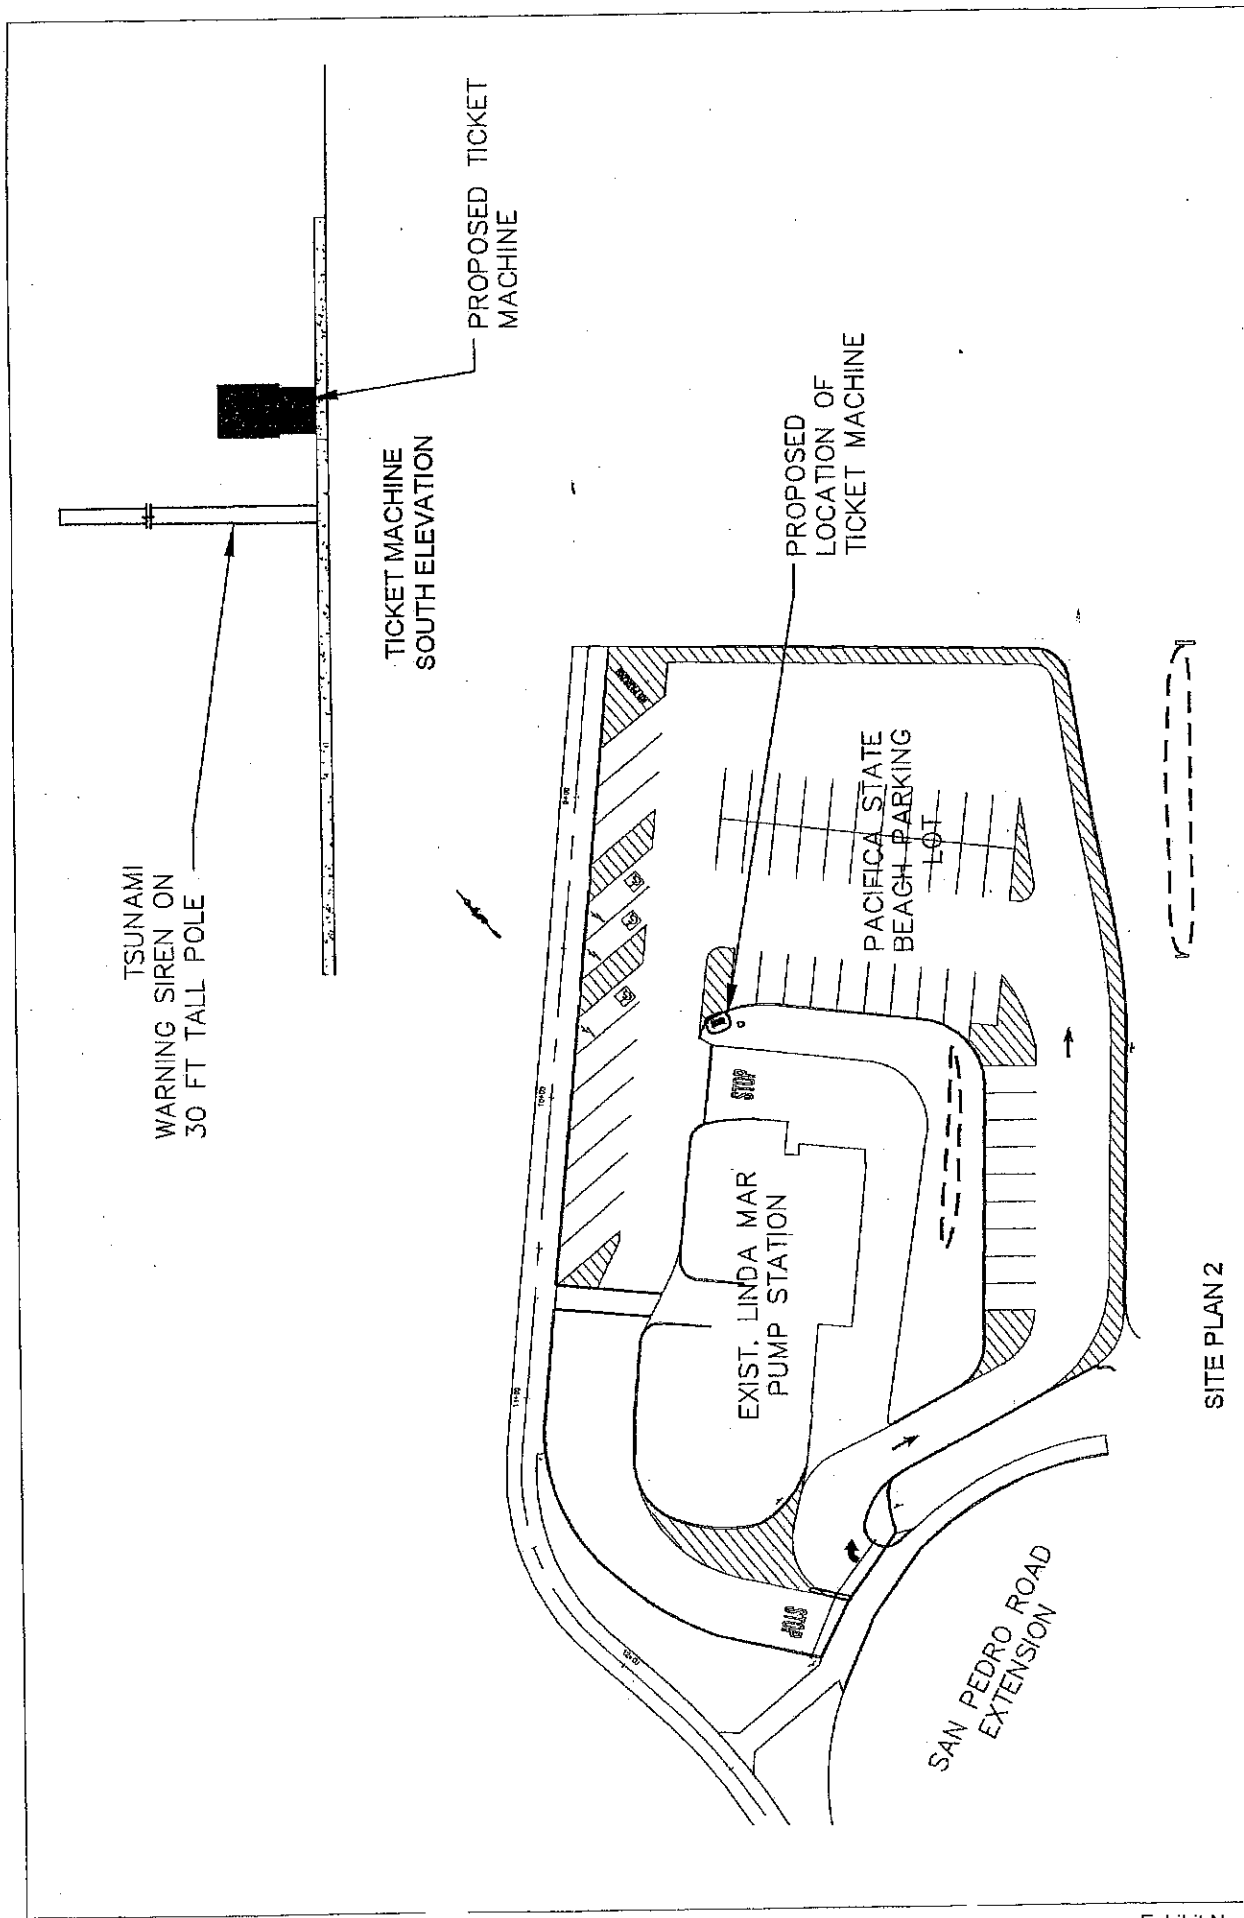 TSUNAMI
WARNING SIREN ON
30 FT TALL POLE
PROPOSED TICKET
MACHINE
TICKET MACHINE
SOUTH ELEVATION
PROPOSED
LOCATION OF
TICKET MACHINE
PACIFICA STATE
BEACH PARKING
LOT
STOP
EXIST. LINDA MAR
PUMP STATION
STOP
SAN PEDRO ROAD
EXTENSION
SITE PLAN 2